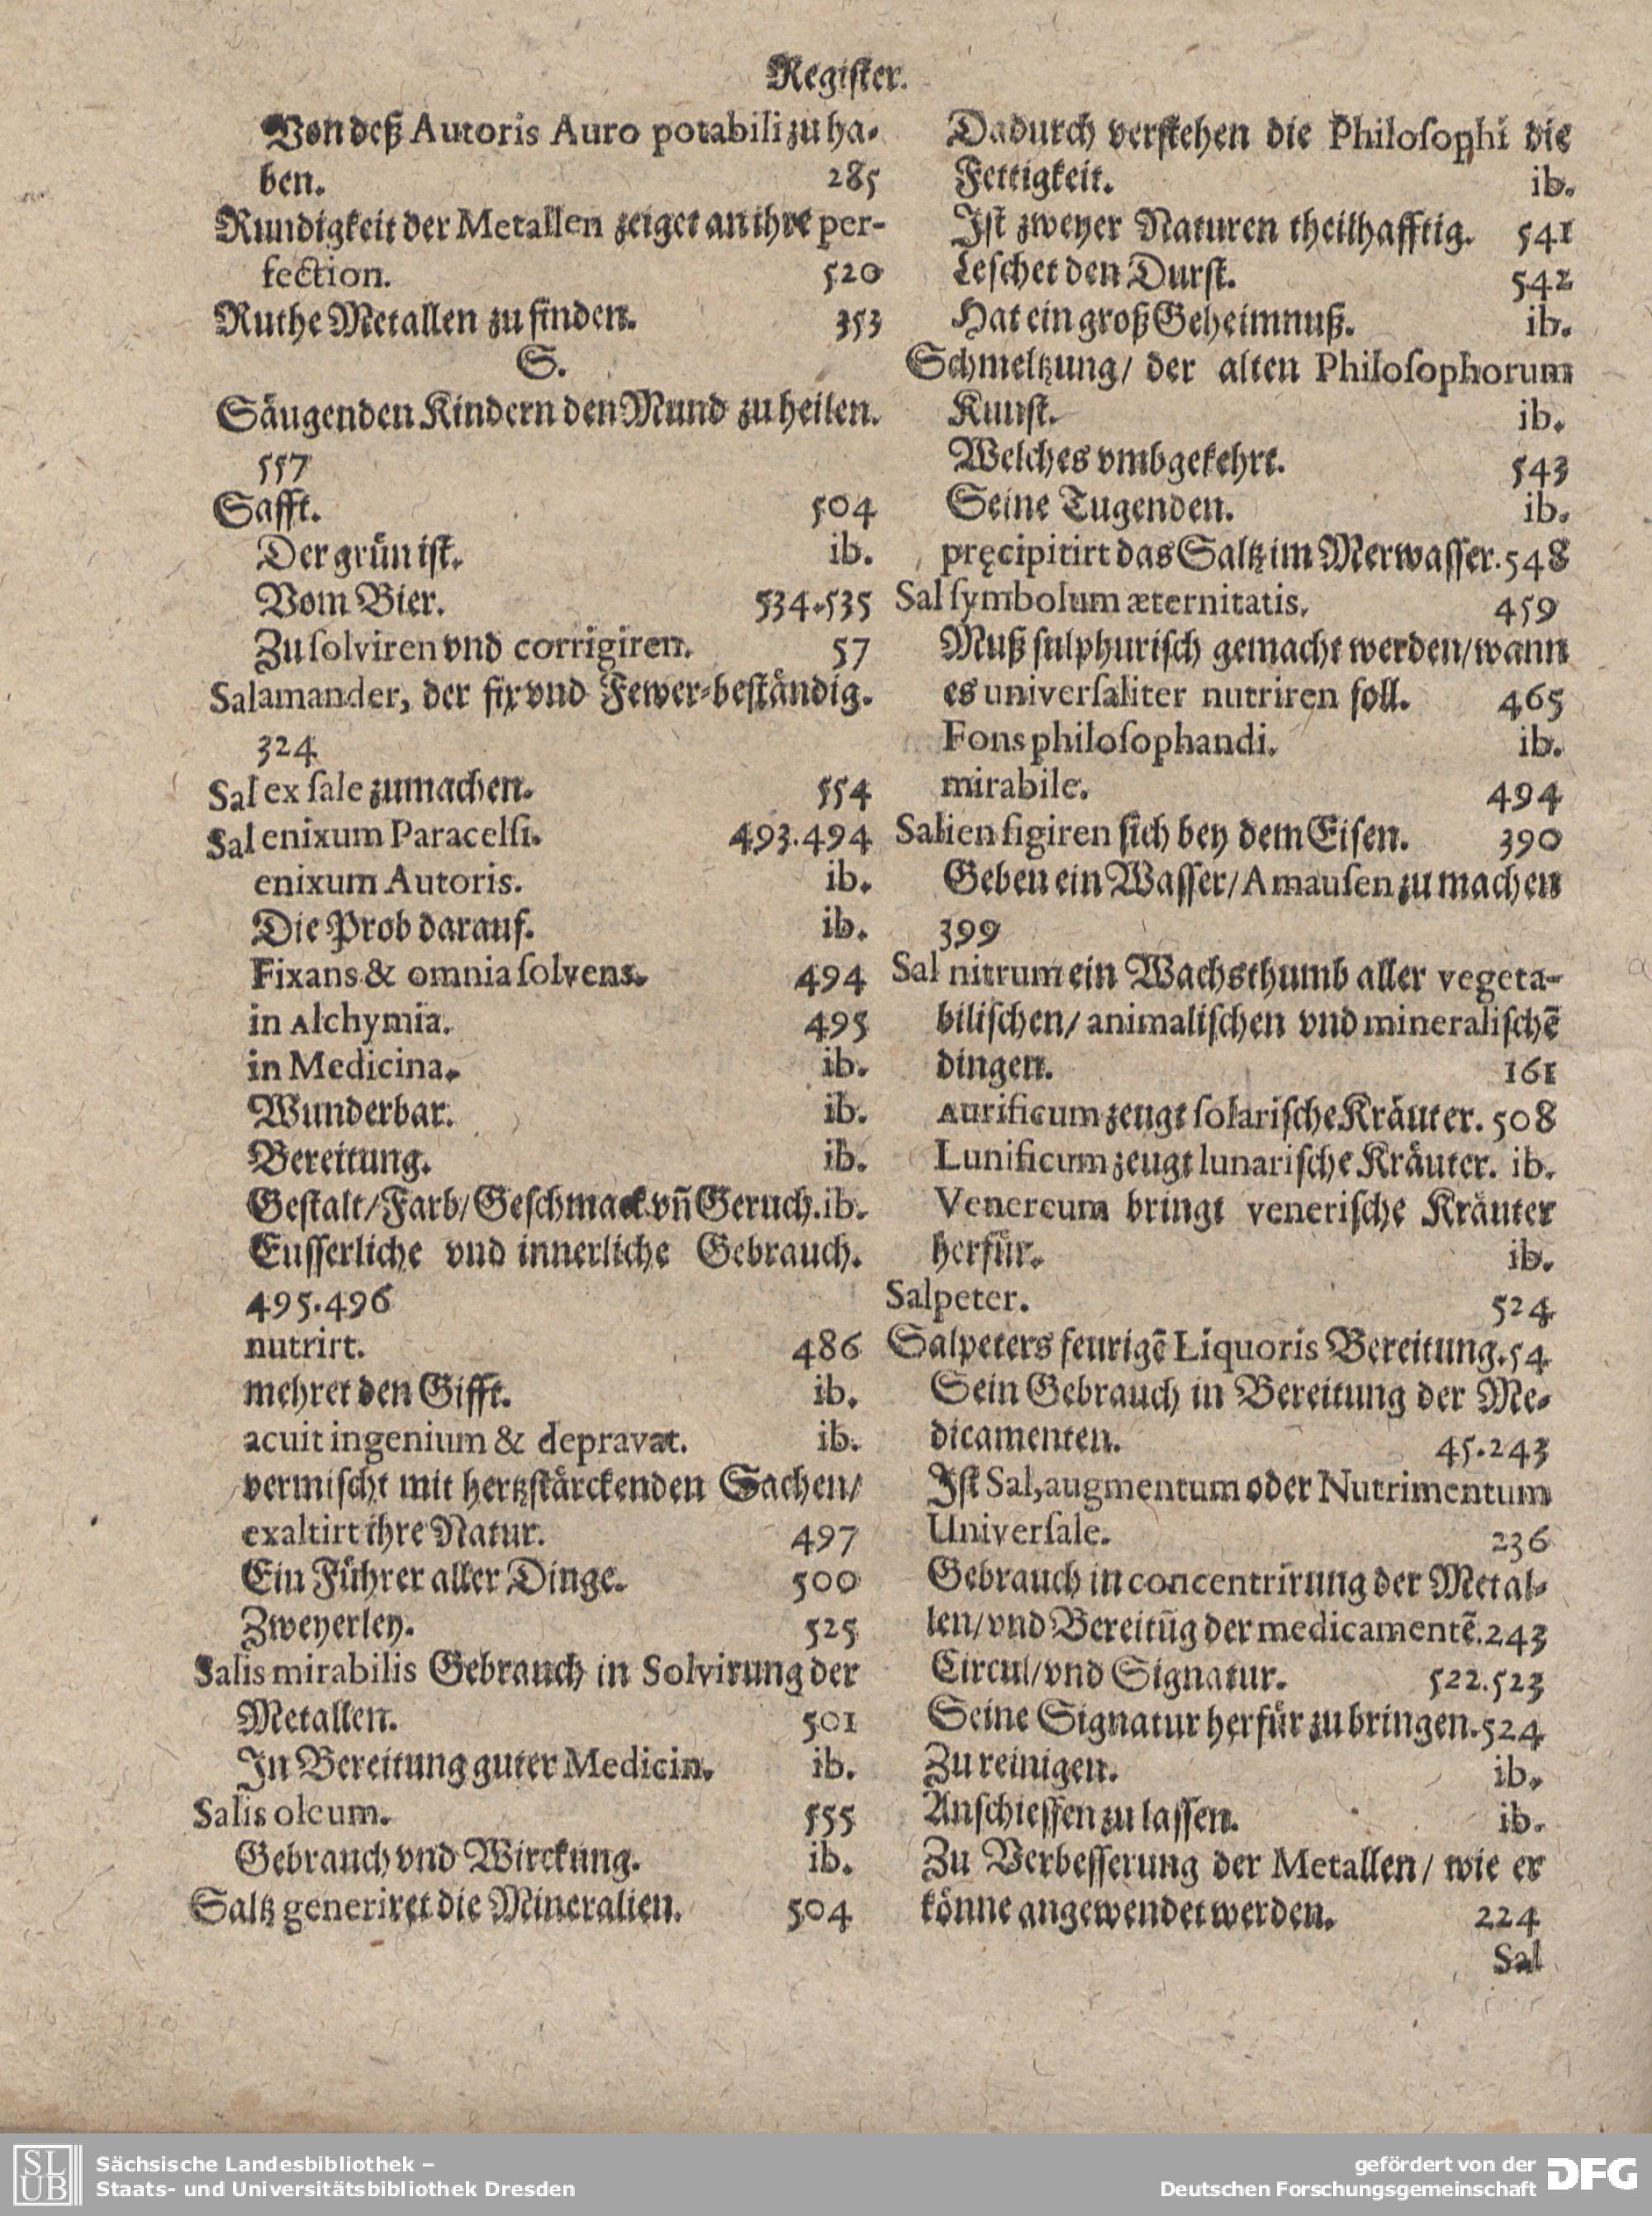 Register.
Von deß Autoris Auro potabili zu ha-
ben. 285
Rundigkeit der Metallen zeiget an ihre per-
fection. 520
Ruthe Metallen zu finden. 353
S.
Säugenden Kindern den Mund zu heilen.
557
Safft. 504
Der grün ist. ib.
Vom Bier. 534.535
Zu solviren vnd corrigiren. 57
Salamander, der fix vnd Fewer-beständig.
324
Sal ex sale zumachen. 554
Sal enixum Paracelsi. 493.494
enixum Autoris. ib.
Die Prob darauf. ib.
Fixans & omnia solvens. 494
in Alchymia. 495
in Medicina. ib.
Wunderbar. ib.
Bereitung. ib.
Gestalt/Farb/Geschmack vñ Geruch. ib.
Eusserliche vnd innerliche Gebrauch.
495.496
nutrirt. 486
mehret den Gifft. ib.
acuit ingenium & depravat. ib.
vermischt mit hertzstärckenden Sachen/
exaltirt ihre Natur. 497
Ein Führer aller Dinge. 500
Zweyerley. 525
Salis mirabilis Gebrauch in Solvirung der
Metallen. 501
In Bereitung guter Medicin. ib.
Salis oleum. 555
Gebrauch vnd Wirckung. ib.
Saltz generiret die Mineralien. 504
Dadurch verstehen die Philosophi die
Fettigkeit. ib.
Ist zweyer Naturen theilhafftig. 541
Leschet den Durst. 542
Hat ein groß Geheimnuß. ib.
Schmeltzung/ der alten Philosophorum
Kunst. ib.
Welches vmbgekehrt. 543
Seine Tugenden. ib.
pręcipitirt das Saltz im Merwasser. 548
Sal symbolum æternitatis. 459
Muß sulphurisch gemacht werden/wann
es universaliter nutriren soll. 465
Fons philosophandi. ib.
mirabile. 494
Salien figiren sich bey dem Eisen. 390
Geben ein Wasser/Amausen zu machen
399
Sal nitrum ein Wachsthumb aller vegeta-
bilischen/ animalischen vnd mineralischē
dingen. 161
Aurificum zeugt solarische Kräuter. 508
Lunificum zeugt lunarische Kräuter. ib.
Venereum bringt venerische Kräuter
herfür. ib.
Salpeter. 524
Salpeters feurigē Liquoris Bereitung. 54
Sein Gebrauch in Bereitung der Me-
dicamenten. 45.243
Ist Sal, augmentum oder Nutrimentum
Universale. 236
Gebrauch in concentrirung der Metal-
len/vnd Bereitūg der medicamentē. 243
Circul/vnd Signatur. 522.523
Seine Signatur herfür zu bringen. 524
Zu reinigen. ib.
Anschiessen zu lassen. ib.
Zu Verbesserung der Metallen/ wie er
könne angewendet werden. 224
Sal
SLUB
Sächsische Landesbibliothek –
Staats- und Universitätsbibliothek Dresden
gefördert von der
Deutschen Forschungsgemeinschaft
DFG